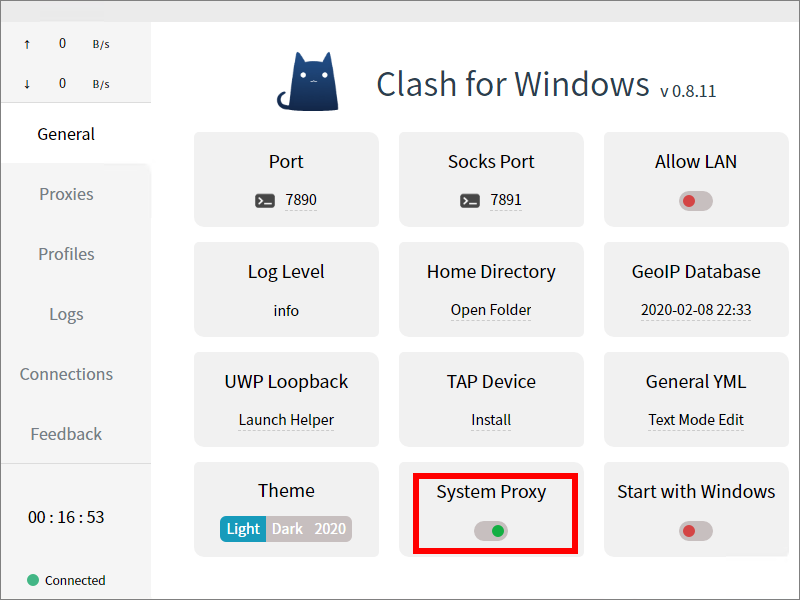 ↑ 0 B/s
↓ 0 B/s
General
Proxies
Profiles
Logs
Connections
Feedback
00 : 16 : 53
Connected
Clash for Windows v 0.8.11
Port
7890
Socks Port
7891
Allow LAN
Log Level
info
Home Directory
Open Folder
GeoIP Database
2020-02-08 22:33
UWP Loopback
Launch Helper
TAP Device
Install
General YML
Text Mode Edit
Theme
Light Dark 2020
System Proxy
Start with Windows